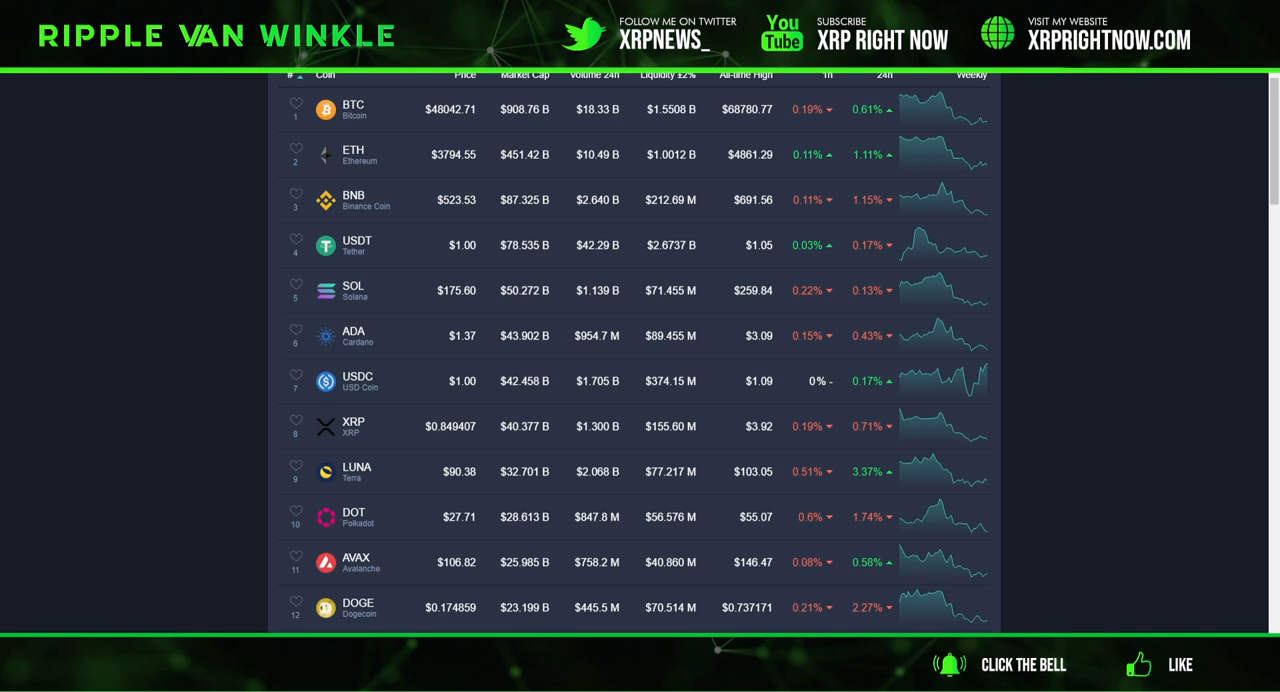 RIPPLE VAN WINKLE
FOLLOW ME ON TWITTER
XRPNEWS_
You
Tube
SUBSCRIBE
XRP RIGHT NOW
VISIT MY WEBSITE
XRPRIGHTNOW.COM
# Coin Price Market Cap Volume 24h Liquidity ±2% All-time High 1h 24h Weekly
1 BTC Bitcoin $48042.71 $908.76 B $18.33 B $1.5508 B $68780.77 0.19% 0.61%
2 ETH Ethereum $3794.55 $451.42 B $10.49 B $1.0012 B $4861.29 0.11% 1.11%
3 BNB Binance Coin $523.53 $87.325 B $2.640 B $212.69 M $691.56 0.11% 1.15%
4 USDT Tether $1.00 $78.535 B $42.29 B $2.6737 B $1.05 0.03% 0.17%
5 SOL Solana $175.60 $50.272 B $1.139 B $71.455 M $259.84 0.22% 0.13%
6 ADA Cardano $1.37 $43.902 B $954.7 M $89.455 M $3.09 0.15% 0.43%
7 USDC USD Coin $1.00 $42.458 B $1.705 B $374.15 M $1.09 0% - 0.17%
8 XRP XRP $0.849407 $40.377 B $1.300 B $155.60 M $3.92 0.19% 0.71%
9 LUNA Terra $90.38 $32.701 B $2.068 B $77.217 M $103.05 0.51% 3.37%
10 DOT Polkadot $27.71 $28.613 B $847.8 M $56.576 M $55.07 0.6% 1.74%
11 AVAX Avalanche $106.82 $25.985 B $758.2 M $40.860 M $146.47 0.08% 0.58%
12 DOGE Dogecoin $0.174859 $23.199 B $445.5 M $70.514 M $0.737171 0.21% 2.27%
CLICK THE BELL
LIKE